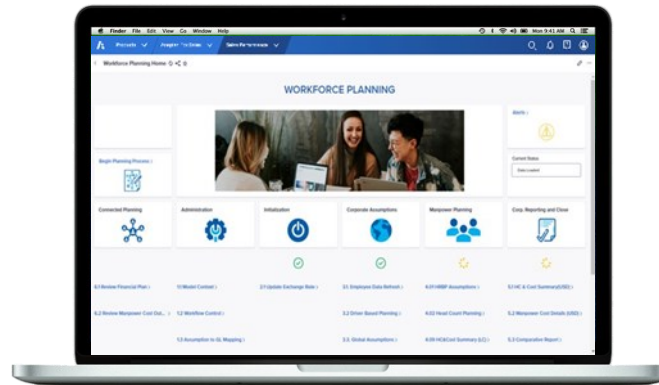 Finder File Edit View Go Window Help
Mon 9:41 AM
Workforce Planning Home
WORKFORCE PLANNING
Alerts >
Begin Planning Process >
Current Status
Data Loaded
Connected Planning
Administration
Initialization
Corporate Assumptions
Manpower Planning
Corp. Reporting and Close
6.1 Review Financial Plan >
1.1 Model Context >
2.1 Update Exchange Rate >
3.1. Employee Data Refresh >
4.01 HRBP Assumptions >
5.1 HC & Cost Summary(USD) >
6.2 Review Manpower Cost Out... >
1.2 Workflow Control >
3.2 Driver Based Planning >
4.02 Head Count Planning >
5.2 Manpower Cost Details (USD) >
1.3 Assumption to GL Mapping >
3.3. Global Assumptions >
4.09 HC&Cost Summary (LC) >
5.3 Comparative Report >